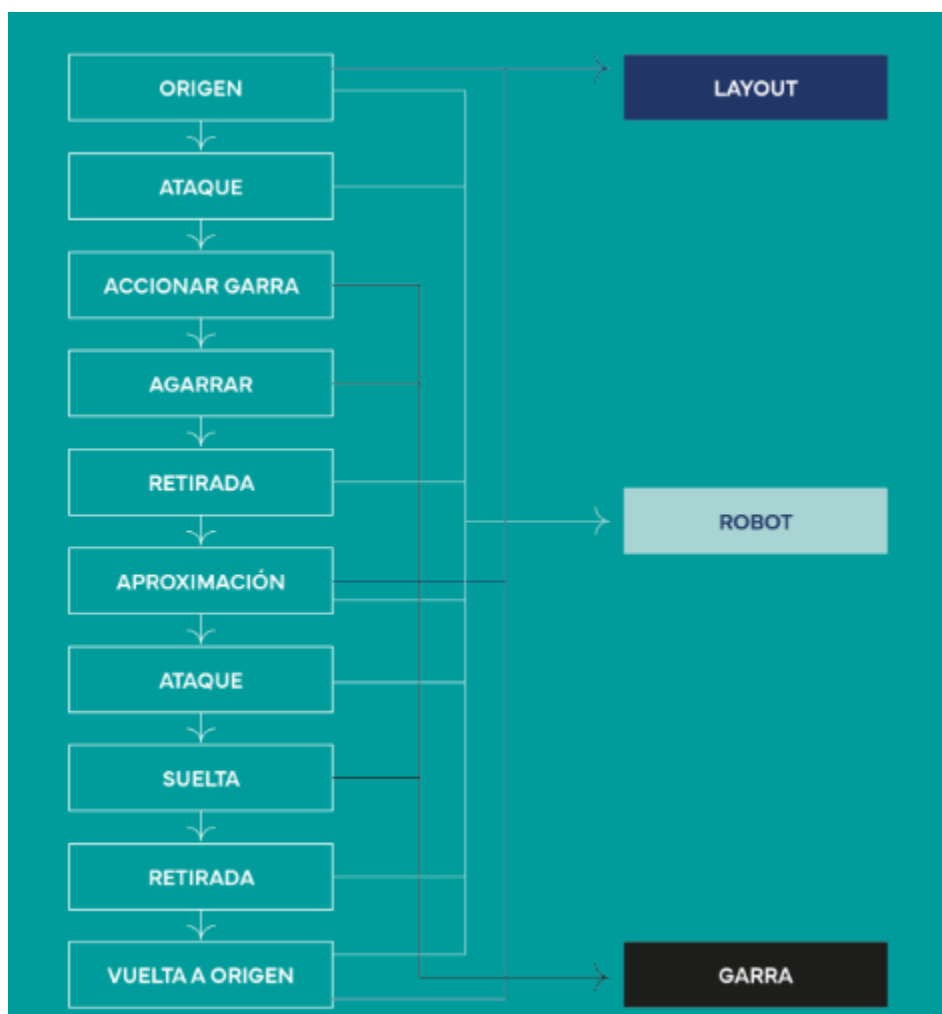 ORIGEN
LAYOUT
ATAQUE
ACCIONAR GARRA
AGARRAR
RETIRADA
ROBOT
APROXIMACIÓN
ATAQUE
SUELTA
RETIRADA
VUELTA A ORIGEN
GARRA